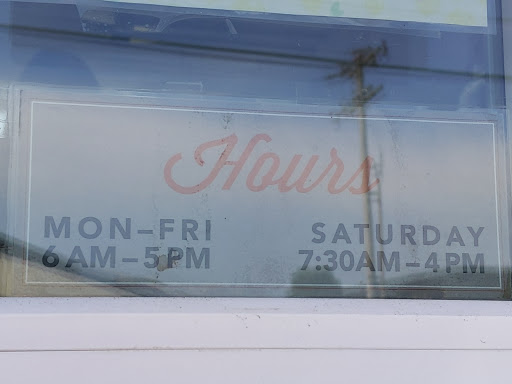 Hours
MON–FRI
6AM–5PM
SATURDAY
7:30AM–4PM